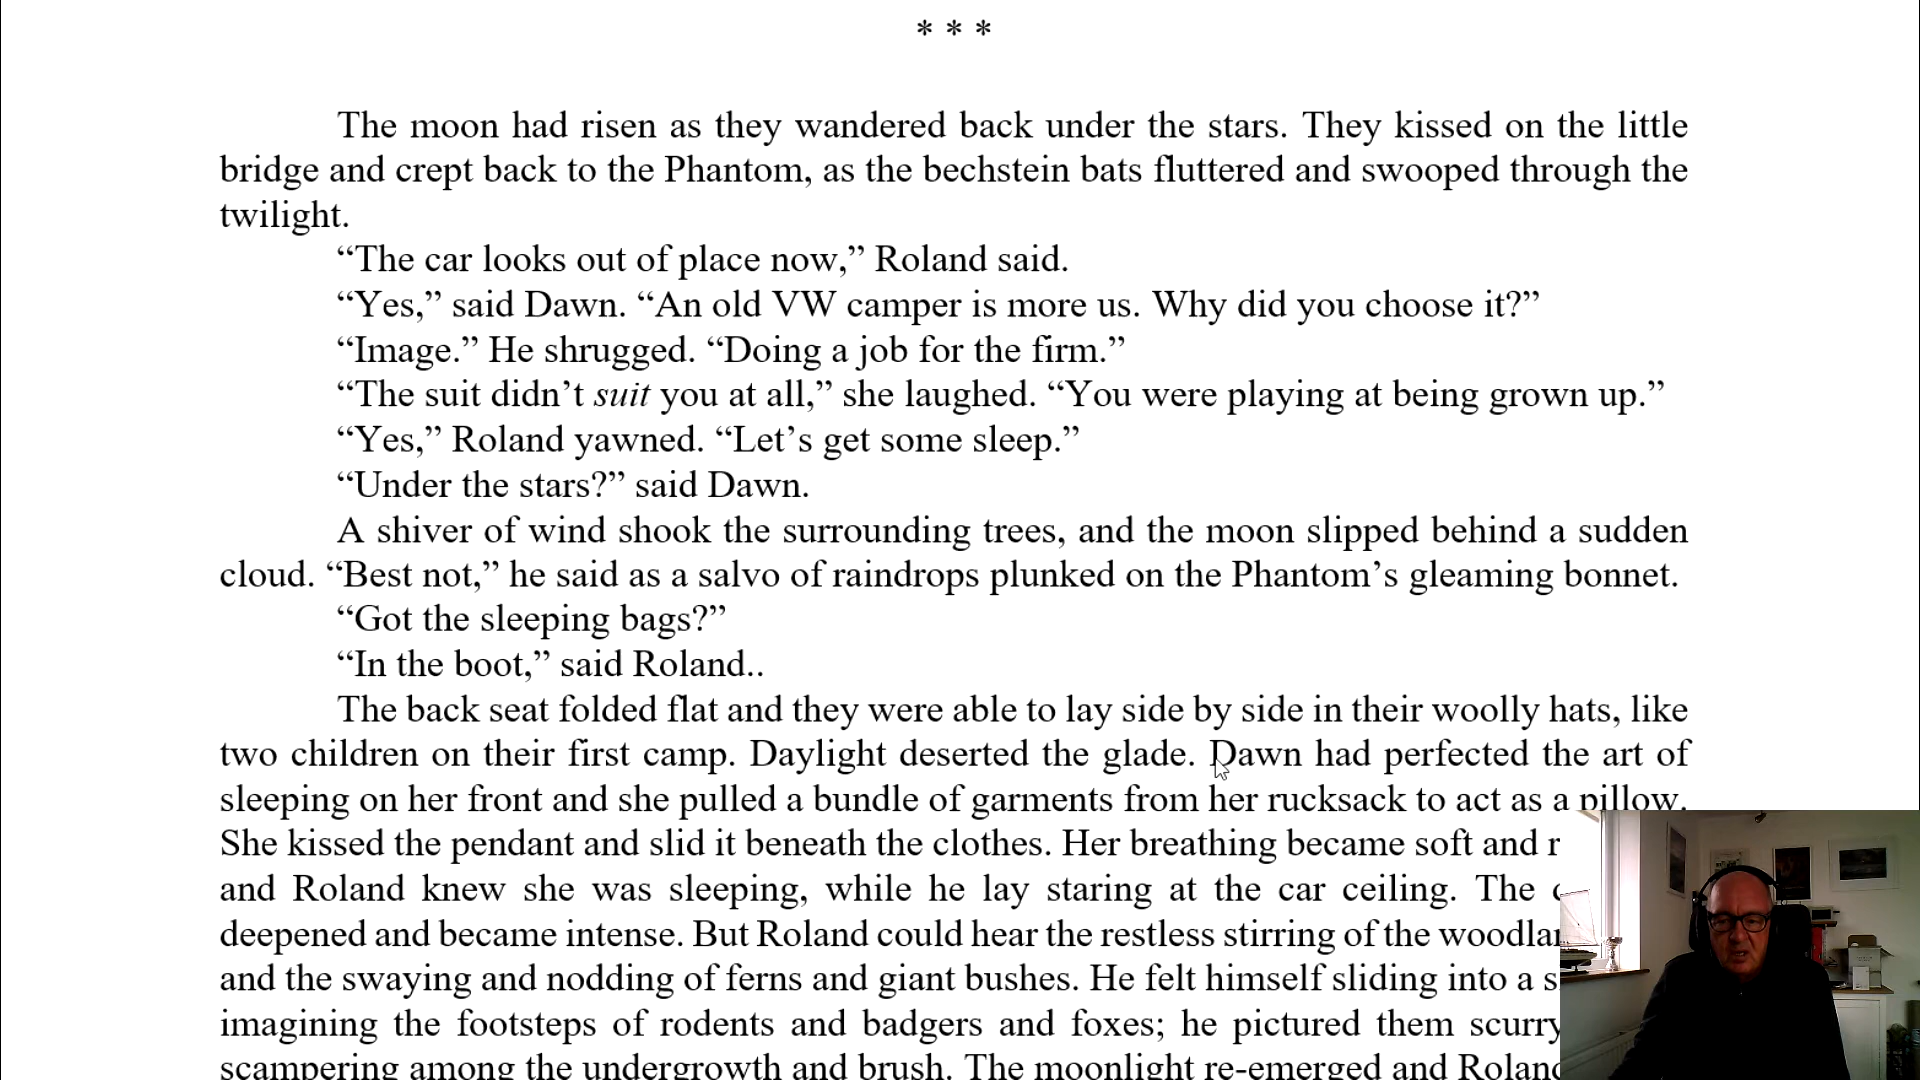 * * *
The moon had risen as they wandered back under the stars. They kissed on the little
bridge and crept back to the Phantom, as the bechstein bats fluttered and swooped through the
twilight.
“The car looks out of place now,” Roland said.
“Yes,” said Dawn. “An old VW camper is more us. Why did you choose it?”
“Image.” He shrugged. “Doing a job for the firm.”
“The suit didn’t suit you at all,” she laughed. “You were playing at being grown up.”
“Yes,” Roland yawned. “Let’s get some sleep.”
“Under the stars?” said Dawn.
A shiver of wind shook the surrounding trees, and the moon slipped behind a sudden
cloud. “Best not,” he said as a salvo of raindrops plunked on the Phantom’s gleaming bonnet.
“Got the sleeping bags?”
“In the boot,” said Roland..
The back seat folded flat and they were able to lay side by side in their woolly hats, like
two children on their first camp. Daylight deserted the glade. Dawn had perfected the art of
sleeping on her front and she pulled a bundle of garments from her rucksack to act as a pillow.
She kissed the pendant and slid it beneath the clothes. Her breathing became soft and
and Roland knew she was sleeping, while he lay staring at the car ceiling. The
deepened and became intense. But Roland could hear the restless stirring of the
and the swaying and nodding of ferns and giant bushes. He felt himself sliding into a
imagining the footsteps of rodents and badgers and foxes; he pictured them
scampering among the undergrowth and brush. The moonlight re-emerged and